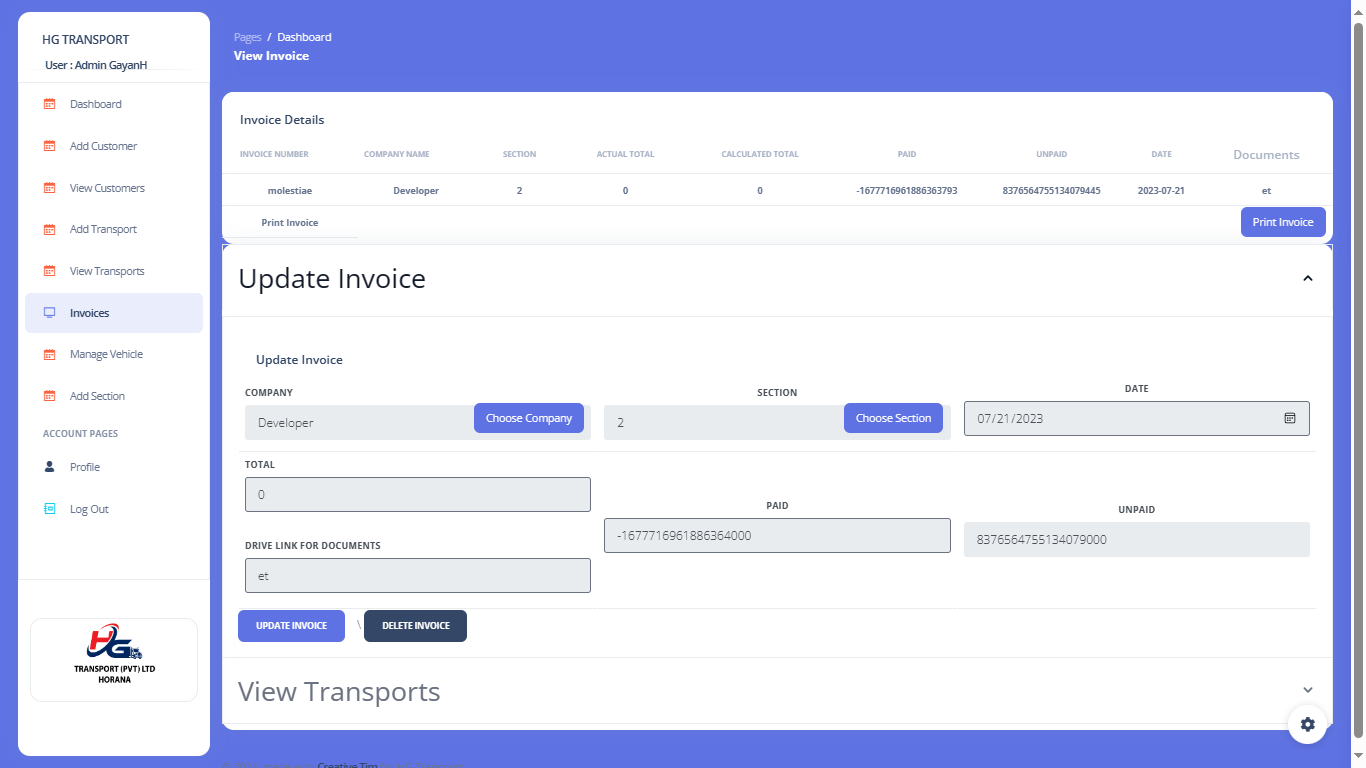 HG TRANSPORT
User : Admin GayanH
Dashboard
Add Customer
View Customers
Add Transport
View Transports
Invoices
Manage Vehicle
Add Section
ACCOUNT PAGES
Profile
Log Out
HG
TRANSPORT (PVT) LTD
HORANA
Pages / Dashboard
View Invoice
Invoice Details
INVOICE NUMBER COMPANY NAME SECTION ACTUAL TOTAL CALCULATED TOTAL PAID UNPAID DATE Documents
molestiae Developer 2 0 0 -1677716961886363793 8376564755134079445 2023-07-21 et
Print Invoice Print Invoice
Update Invoice
Update Invoice
COMPANY SECTION DATE
Developer Choose Company 2 Choose Section 07/21/2023
TOTAL
0
PAID UNPAID
-1677716961886364000 8376564755134079000
DRIVE LINK FOR DOCUMENTS
et
UPDATE INVOICE \ DELETE INVOICE
View Transports
Creative Tim